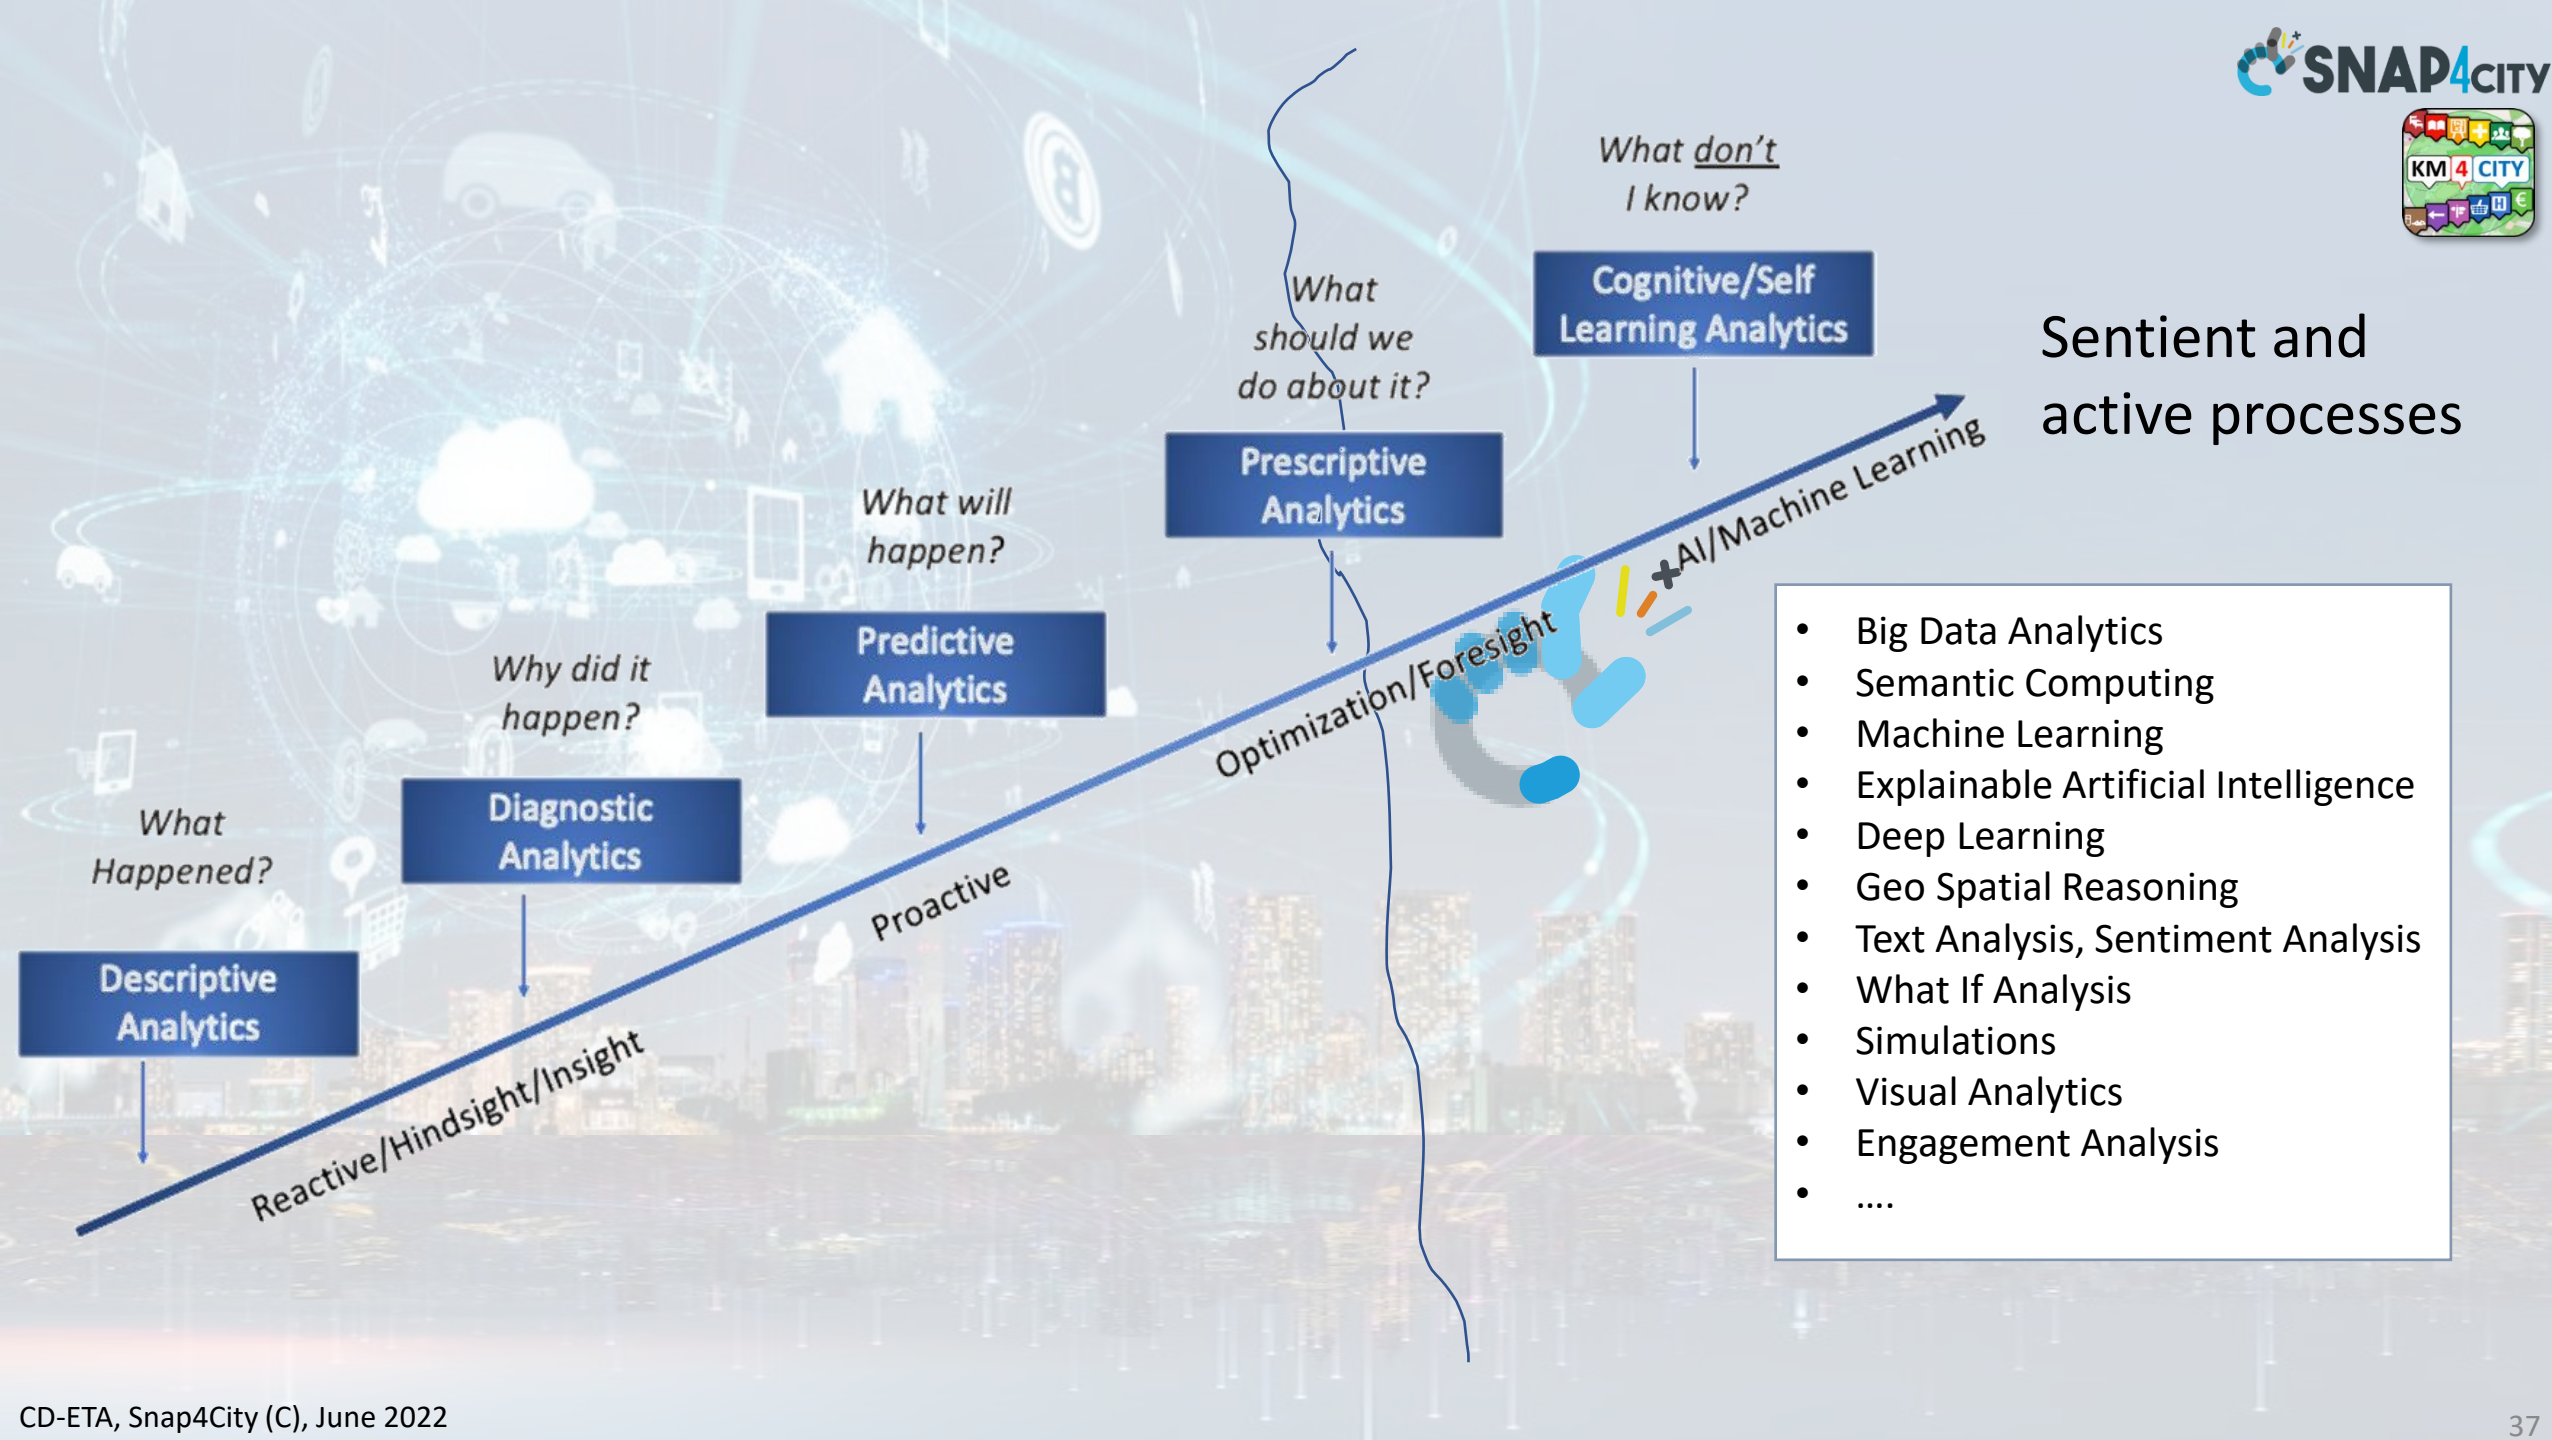 SNAP4CITY
KM 4 CITY
What don't
I know?
Cognitive/Self
Learning Analytics
What
should we
do about it?
Prescriptive
Analytics
What will
happen?
Predictive
Analytics
Why did it
happen?
Diagnostic
Analytics
What
Happened?
Descriptive
Analytics
Reactive/Hindsight/Insight
Proactive
Optimization/Foresight
AI/Machine Learning
Sentient and
active processes
• Big Data Analytics
• Semantic Computing
• Machine Learning
• Explainable Artificial Intelligence
• Deep Learning
• Geo Spatial Reasoning
• Text Analysis, Sentiment Analysis
• What If Analysis
• Simulations
• Visual Analytics
• Engagement Analysis
• ....
CD-ETA, Snap4City (C), June 2022
37